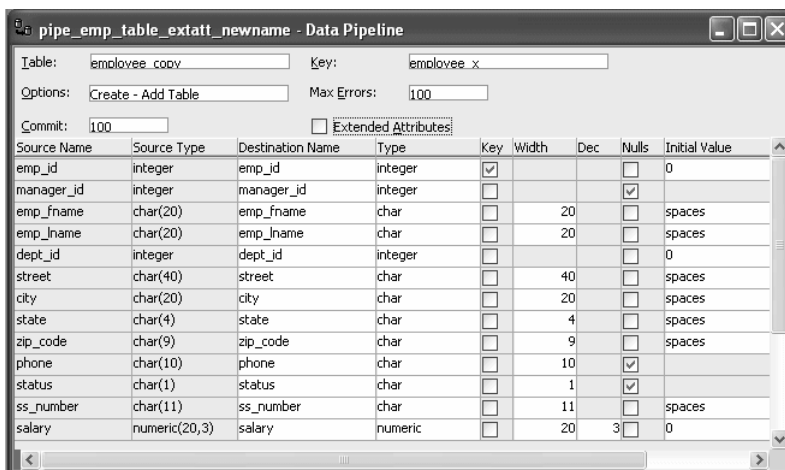 pipe_emp_table_extatt_newname - Data Pipeline
Table: employee_copy Key: employee_x
Options: Create - Add Table Max Errors: 100
Commit: 100 Extended Attributes
Source Name Source Type Destination Name Type Key Width Dec Nulls Initial Value
emp_id integer emp_id integer 0
manager_id integer manager_id integer
emp_fname char(20) emp_fname char 20 spaces
emp_lname char(20) emp_lname char 20 spaces
dept_id integer dept_id integer 0
street char(40) street char 40 spaces
city char(20) city char 20 spaces
state char(4) state char 4 spaces
zip_code char(9) zip_code char 9 spaces
phone char(10) phone char 10
status char(1) status char 1
ss_number char(11) ss_number char 11 spaces
salary numeric(20,3) salary numeric 20 3 0